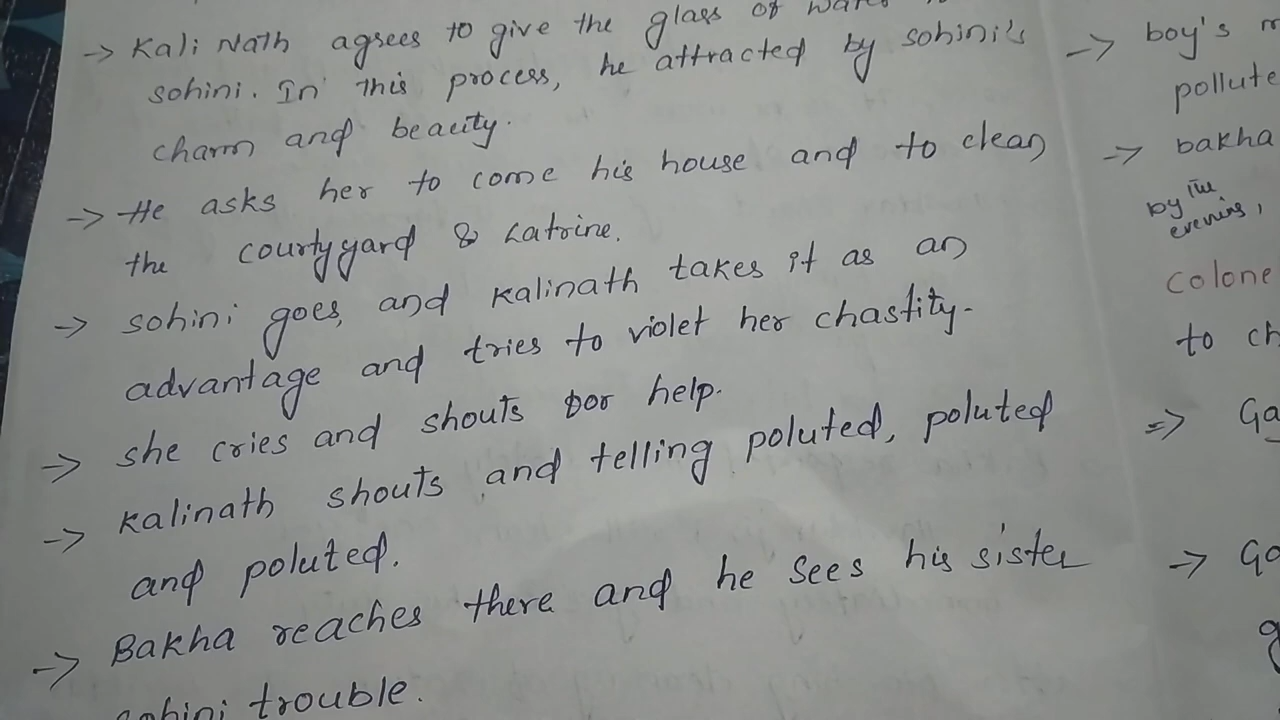 -> Kali Nath agrees to give the glass of
sohini. In this process, he attracted by sohini's
charm and beauty.
-> He asks her to come his house and to clean
the courtygard & Latrine.
-> sohini goes, and Kalinath takes it as an
advantage and tries to violet her chastity.
-> she cries and shouts for help.
-> Kalinath shouts and telling poluted, poluted
and poluted.
-> Bakha reaches there and he sees his sister
sohini trouble.
-> boy's
pollute
-> bakha
by the
evening,
colone
to ch
=> Ga
-> Go